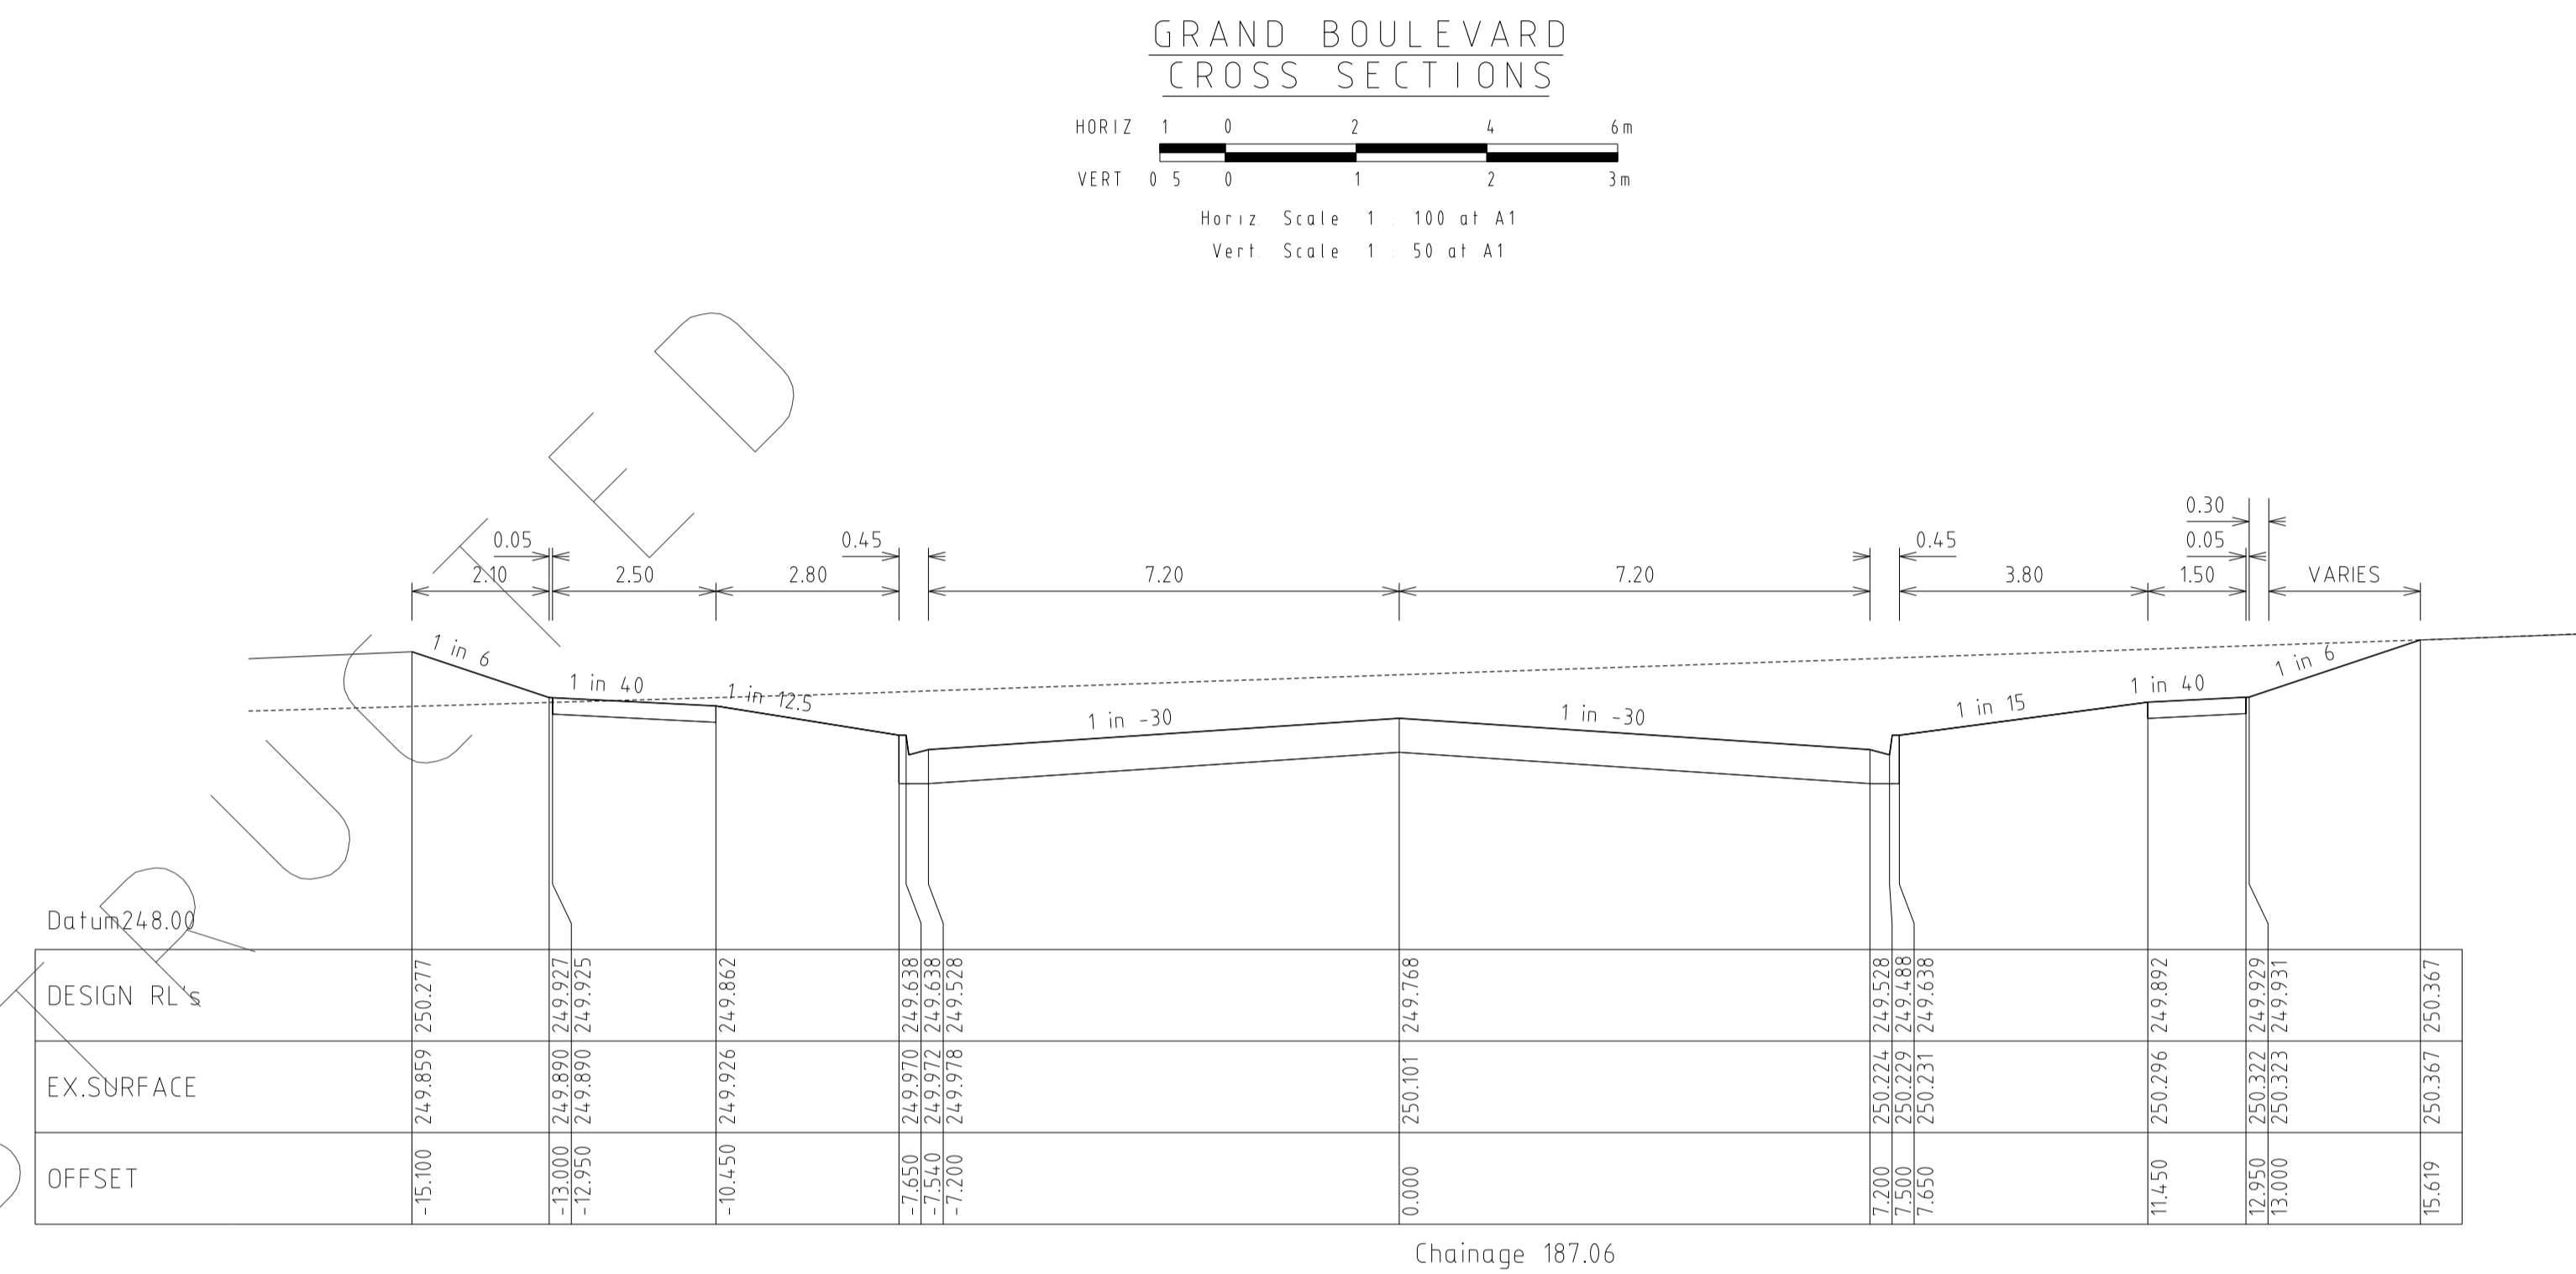 GRAND BOULEVARD
CROSS SECTIONS
HORIZ 1 0 2 4 6m
VERT 0 5 0 1 2 3m
Horiz Scale 1 : 100 at A1
Vert. Scale 1 : 50 at A1
0.30
0.05 0.45 0.45 0.05
2.10 2.50 2.80 7.20 7.20 3.80 1.50 VARIES
1 in 6 1 in 40 1 in 12.5 1 in -30 1 in -30 1 in 15 1 in 40 1 in 6
Datum248.00
DESIGN RL's 250.277 249.927 249.925 249.862 249.638 249.638 249.528 249.768 249.528 249.488 249.638 249.892 249.929 249.931 250.367
EX.SURFACE 249.859 249.890 249.890 249.926 249.970 249.972 249.978 250.101 250.224 250.229 250.231 250.296 250.322 250.323 250.367
OFFSET -15.100 -13.000 -12.950 -10.450 -7.650 -7.540 -7.200 0.000 7.200 7.500 7.650 11.450 12.950 13.000 15.619
Chainage 187.06
TRUCTED